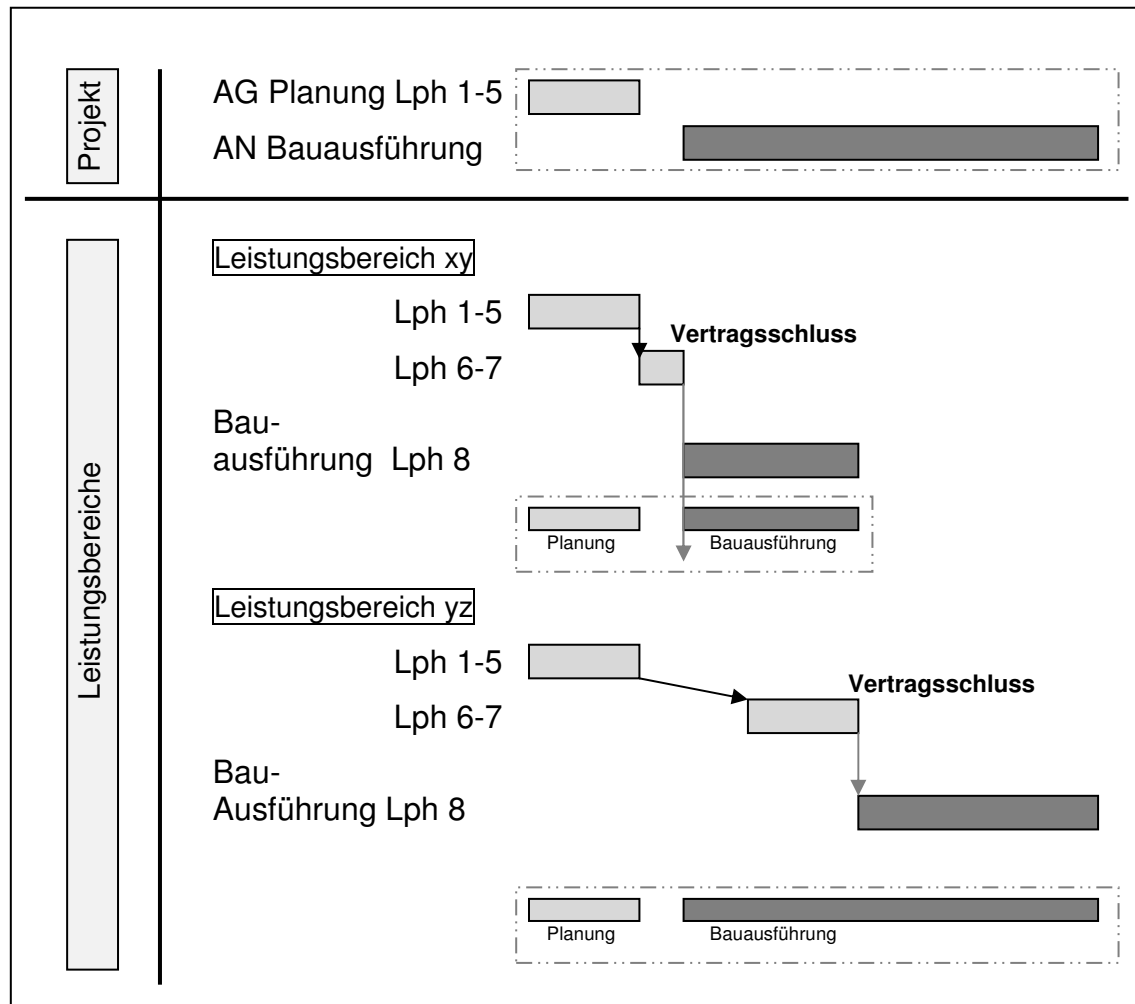 Projekt
AG Planung Lph 1-5
AN Bauausführung
Leistungsbereiche
Leistungsbereich xy
Lph 1-5
Vertragsschluss
Lph 6-7
Bau-
ausführung Lph 8
Planung
Bauausführung
Leistungsbereich yz
Lph 1-5
Vertragsschluss
Lph 6-7
Bau-
Ausführung Lph 8
Planung
Bauausführung